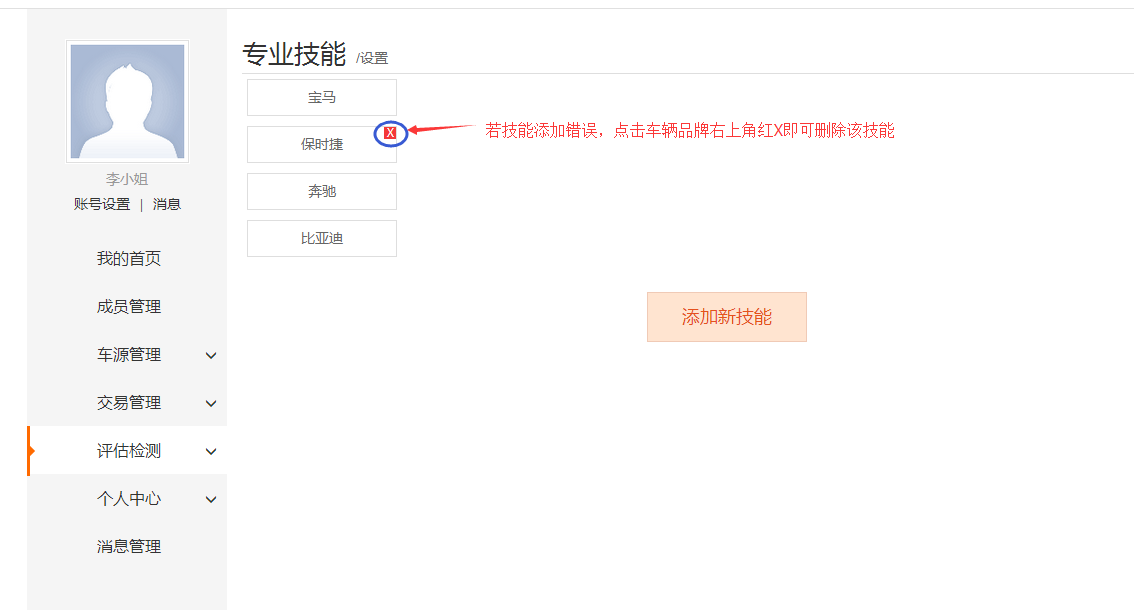 李小姐
账号设置 | 消息
我的首页
成员管理
车源管理
交易管理
评估检测
个人中心
消息管理
专业技能 /设置
宝马
X
保时捷
奔驰
比亚迪
若技能添加错误，点击车辆品牌右上角红X即可删除该技能
添加新技能